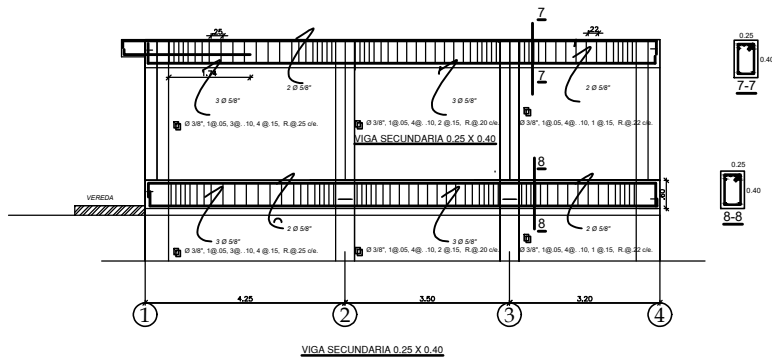 .25
7
.22
0.25
0.40
7-7
1.14
7
2 Ø 5/8"
2 Ø 5/8"
3 Ø 5/8"
3 Ø 5/8"
Ø 3/8", 1@.05, 3@. .10, 4 @.15, R.@.25 c/e.
Ø 3/8", 1@.05, 4@. .10, 2 @.15, R.@.20 c/e.
Ø 3/8", 1@.05, 4@. .10, 1 @.15, R.@.22 c/e.
VIGA SECUNDARIA 0.25 X 0.40
8
0.25
0.40
8-8
VEREDA
.60
8
3 Ø 5/8"
2 Ø 5/8"
3 Ø 5/8"
2 Ø 5/8"
Ø 3/8", 1@.05, 3@. .10, 4 @.15, R.@.25 c/e.
Ø 3/8", 1@.05, 4@. .10, 2 @.15, R.@.20 c/e.
Ø 3/8", 1@.05, 4@. .10, 1 @.15, R.@.22 c/e.
4.25
3.50
3.20
1
2
3
4
VIGA SECUNDARIA 0.25 X 0.40